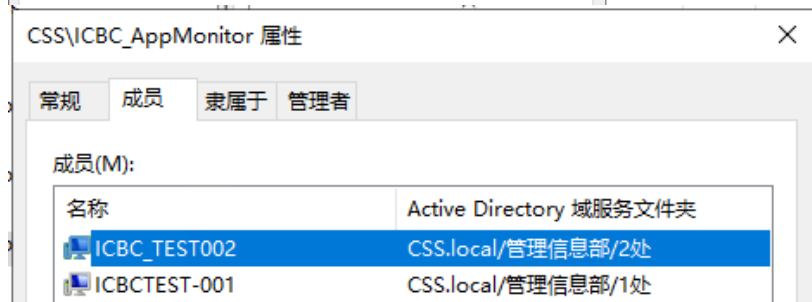 CSS\ICBC_AppMonitor 属性
常规 成员 隶属于 管理者
成员(M):
名称 Active Directory 域服务文件夹
ICBC_TEST002 CSS.local/管理信息部/2处
ICBCTEST-001 CSS.local/管理信息部/1处